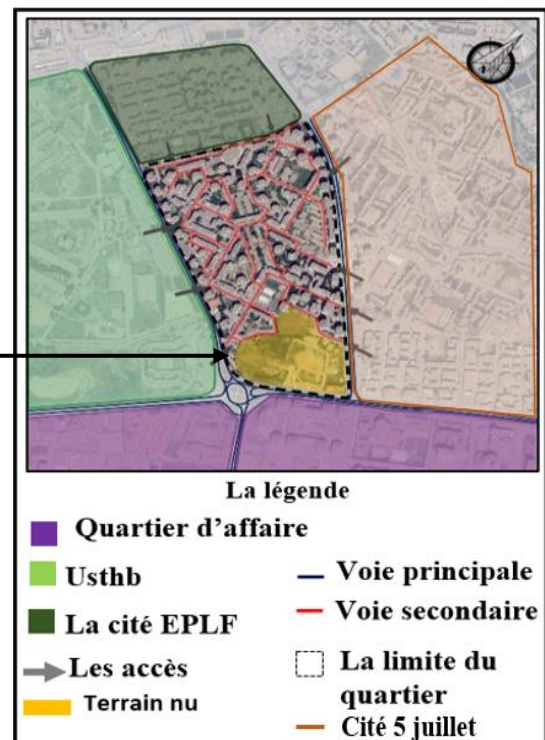 La légende
Quartier d'affaire
Usthb
La cité EPLF
Les accès
Terrain nu
Voie principale
Voie secondaire
La limite du
quartier
Cité 5 juillet